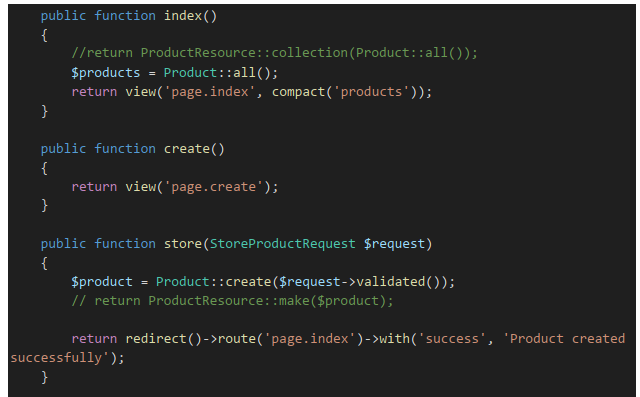 public function index()
{
//return ProductResource::collection(Product::all());
$products = Product::all();
return view('page.index', compact('products'));
}
public function create()
{
return view('page.create');
}
public function store(StoreProductRequest $request)
{
$product = Product::create($request->validated());
// return ProductResource::make($product);
return redirect()->route('page.index')->with('success', 'Product created
successfully');
}